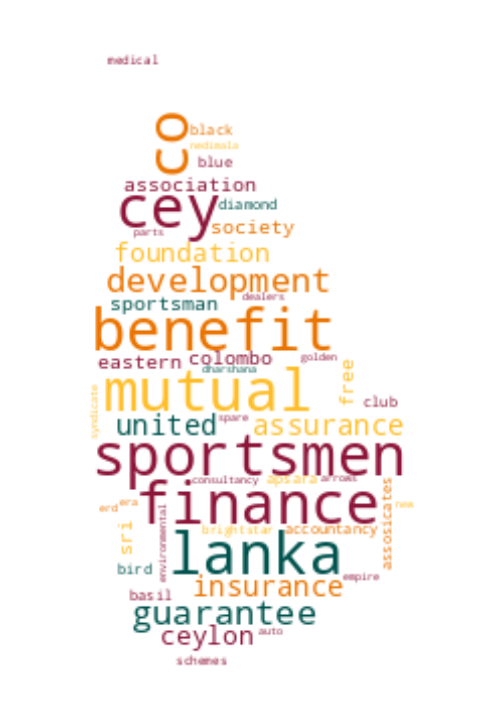 medical
co
black
nedimala
blue
association
cey
diamond
parts
society
foundation
development
dealers
sportsman
benefit
eastern
colombo
golden
dharshana
mutual
free
syndicate
club
united
spare
assurance
sportsmen
consultancy
apsara
arrows
finance
associcates
erd
era
new
environmental
sri
brightstar
accountancy
lanka
bird
empire
insurance
basil
guarantee
ceylon
auto
schemes